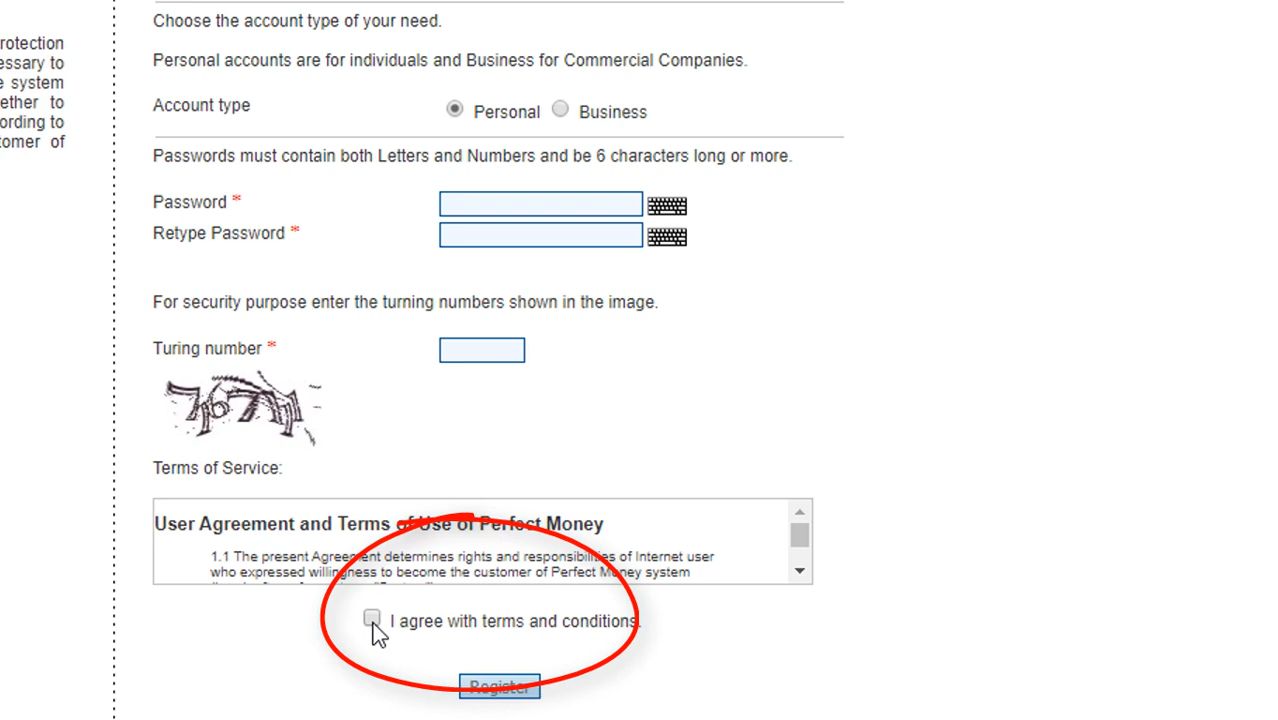 Choose the account type of your need.
rotection
essary to
e system
ether to
ording to
tomer of
Personal accounts are for individuals and Business for Commercial Companies.
Account type Personal Business
Passwords must contain both Letters and Numbers and be 6 characters long or more.
Password *
Retype Password *
For security purpose enter the turning numbers shown in the image.
Turing number *
Terms of Service:
User Agreement and Terms of Use of Perfect Money
1.1 The present Agreement determines rights and responsibilities of Internet user
who expressed willingness to become the customer of Perfect Money system
I agree with terms and conditions.
Register